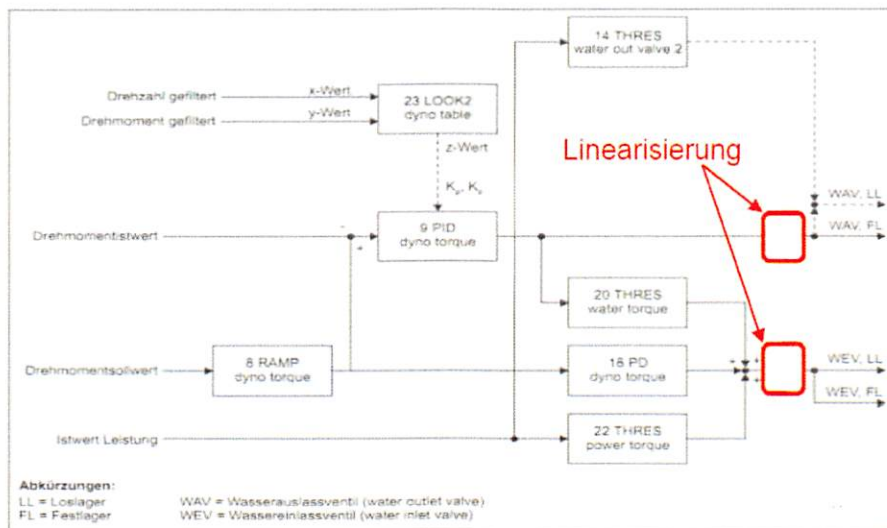 14 THRES
water out valve 2
Drehzahl gefiltert
x-Wert
23 LOOK2
dyno table
Drehmoment gefiltert
y-Wert
z-Wert
Linearisierung
WAV, LL
Drehmomentistwert
-
+
9 PID
dyno torque
WAV, FL
20 THRES
water torque
Drehmomentsollwert
8 RAMP
dyno torque
18 PD
dyno torque
+
+
+
WEV, LL
WEV, FL
Istwert Leistung
22 THRES
power torque
Abkürzungen:
LL = Loslager WAV = Wasserauslassventil (water outlet valve)
FL = Festlager WEV = Wassereinlassventil (water inlet valve)